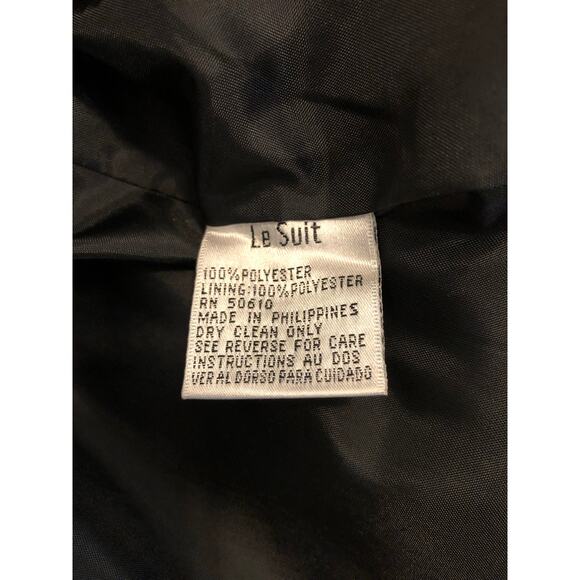 Le Suit
100% POLYESTER
LINING:100% POLYESTER
RN 50610
MADE IN PHILIPPINES
DRY CLEAN ONLY
SEE REVERSE FOR CARE
INSTRUCTIONS AU DOS
VER AL DORSO PARA CUIDADO